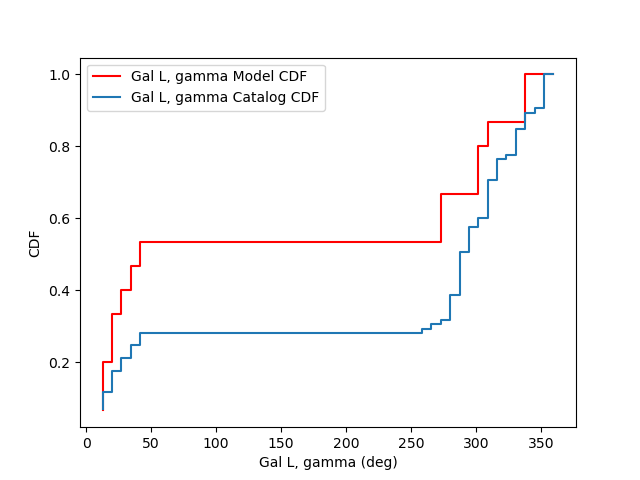 Gal L, gamma Model CDF
Gal L, gamma Catalog CDF
CDF
1.0
0.8
0.6
0.4
0.2
0 50 100 150 200 250 300 350
Gal L, gamma (deg)